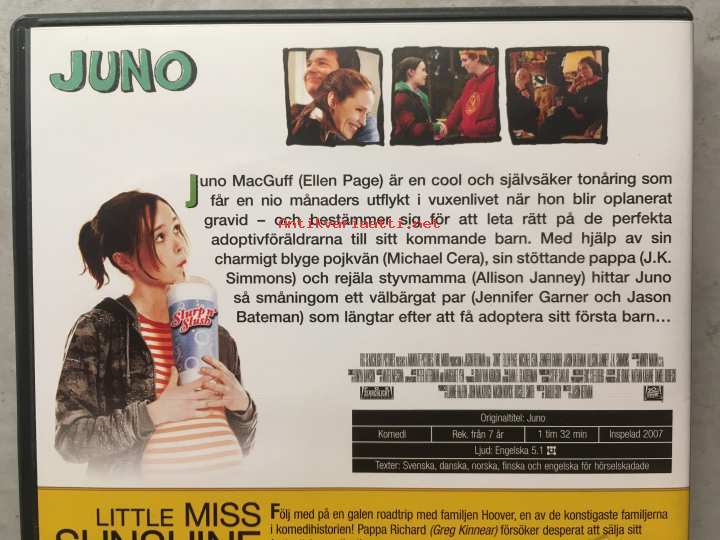 JUNO
Juno MacGuff (Ellen Page) är en cool och självsäker tonåring som
får en nio månaders utflykt i vuxenlivet när hon blir oplanerat
gravid – och bestämmer sig för att leta rätt på de perfekta
Antikvariaatti.net
adoptivföräldrarna till sitt kommande barn. Med hjälp av sin
charmigt blyge pojkvän (Michael Cera), sin stöttande pappa (J.K.
Simmons) och rejäla styvmamma (Allison Janney) hittar Juno
så småningom ett välbärgat par (Jennifer Garner och Jason
Bateman) som längtar efter att få adoptera sitt första barn...
Slurp n'
Slush
Originaltitel: Juno
Komedi Rek. från 7 år 1 tim 32 min Inspelad 2007
Ljud: Engelska 5.1
Texter: Svenska, danska, norska, finska och engelska för hörselskadade
LITTLE MISS
SUNSHINE
Följ med på en galen roadtrip med familjen Hoover, en av de konstigaste familjerna
i komedihistorien! Pappa Richard (Greg Kinnear) försöker desperat att sälja sitt